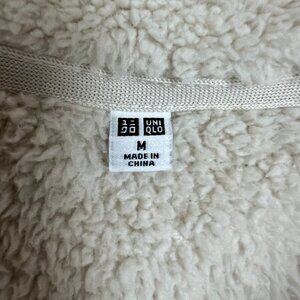 ユニ UNI
クロ QLO
M
MADE IN
CHINA